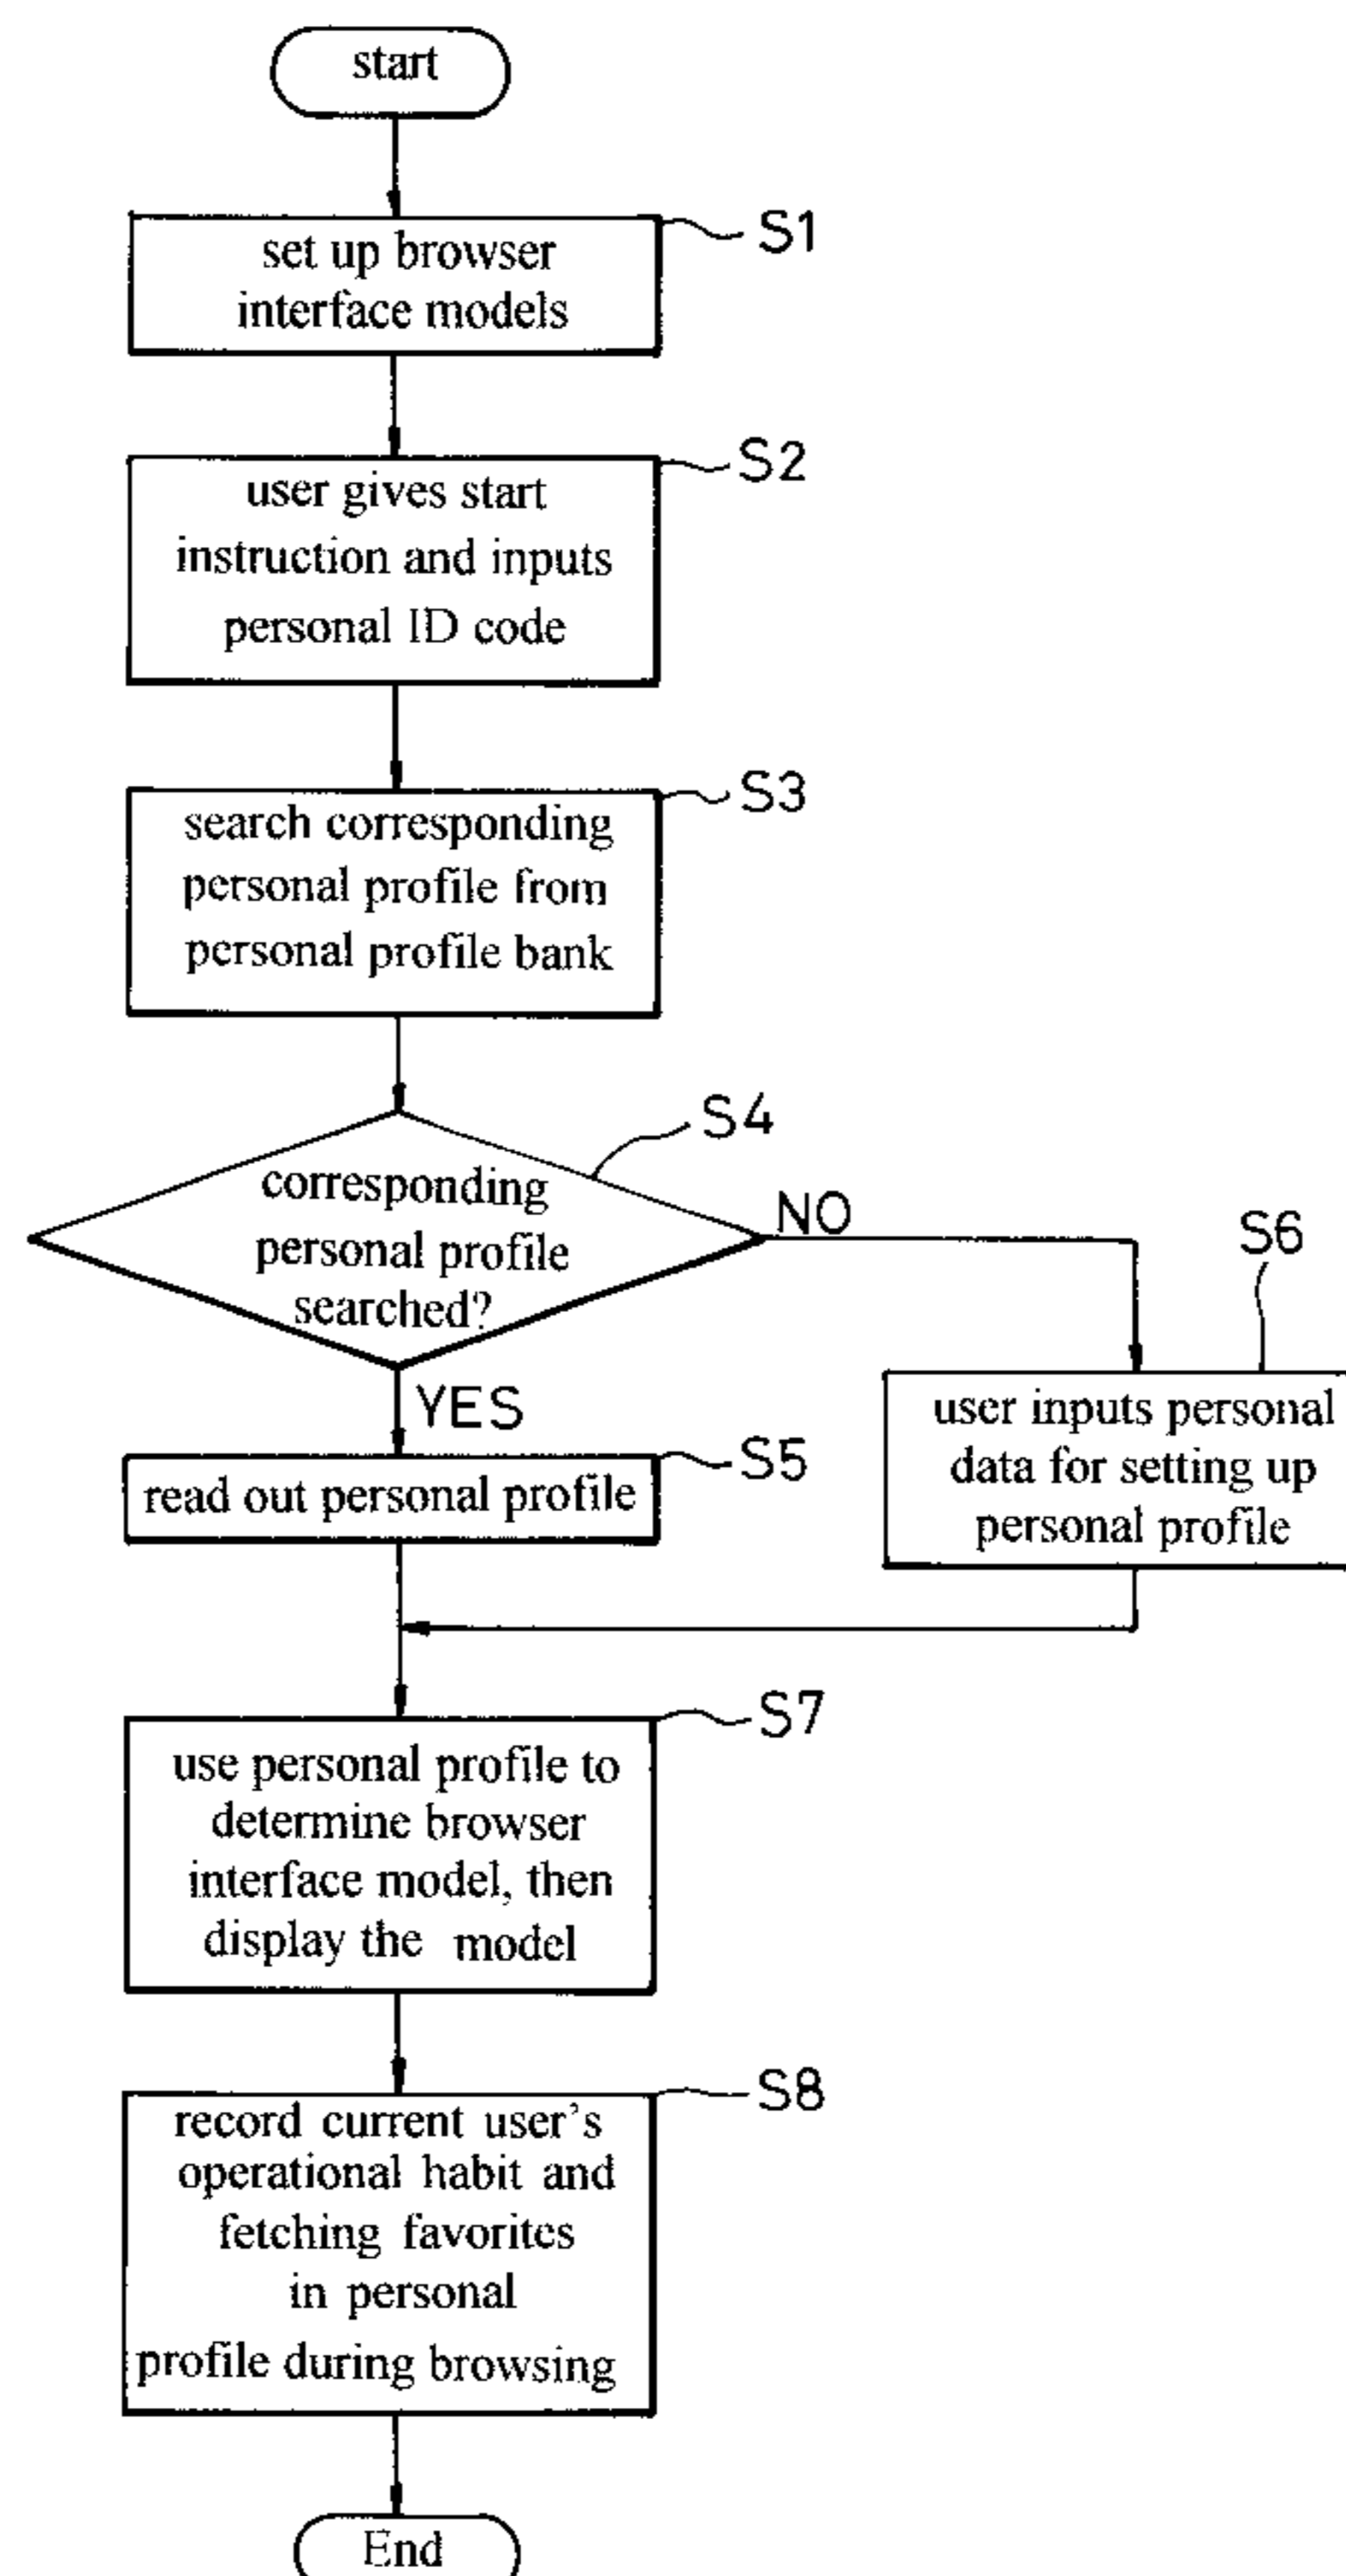 start
S1
set up browser
interface models
S2
user gives start
instruction and inputs
personal ID code
S3
search corresponding
personal profile from
personal profile bank
S4
corresponding
personal profile
searched?
NO
YES
S6
user inputs personal
data for setting up
personal profile
S5
read out personal profile
S7
use personal profile to
determine browser
interface model, then
display the model
S8
record current user's
operational habit and
fetching favorites
in personal
profile during browsing
End